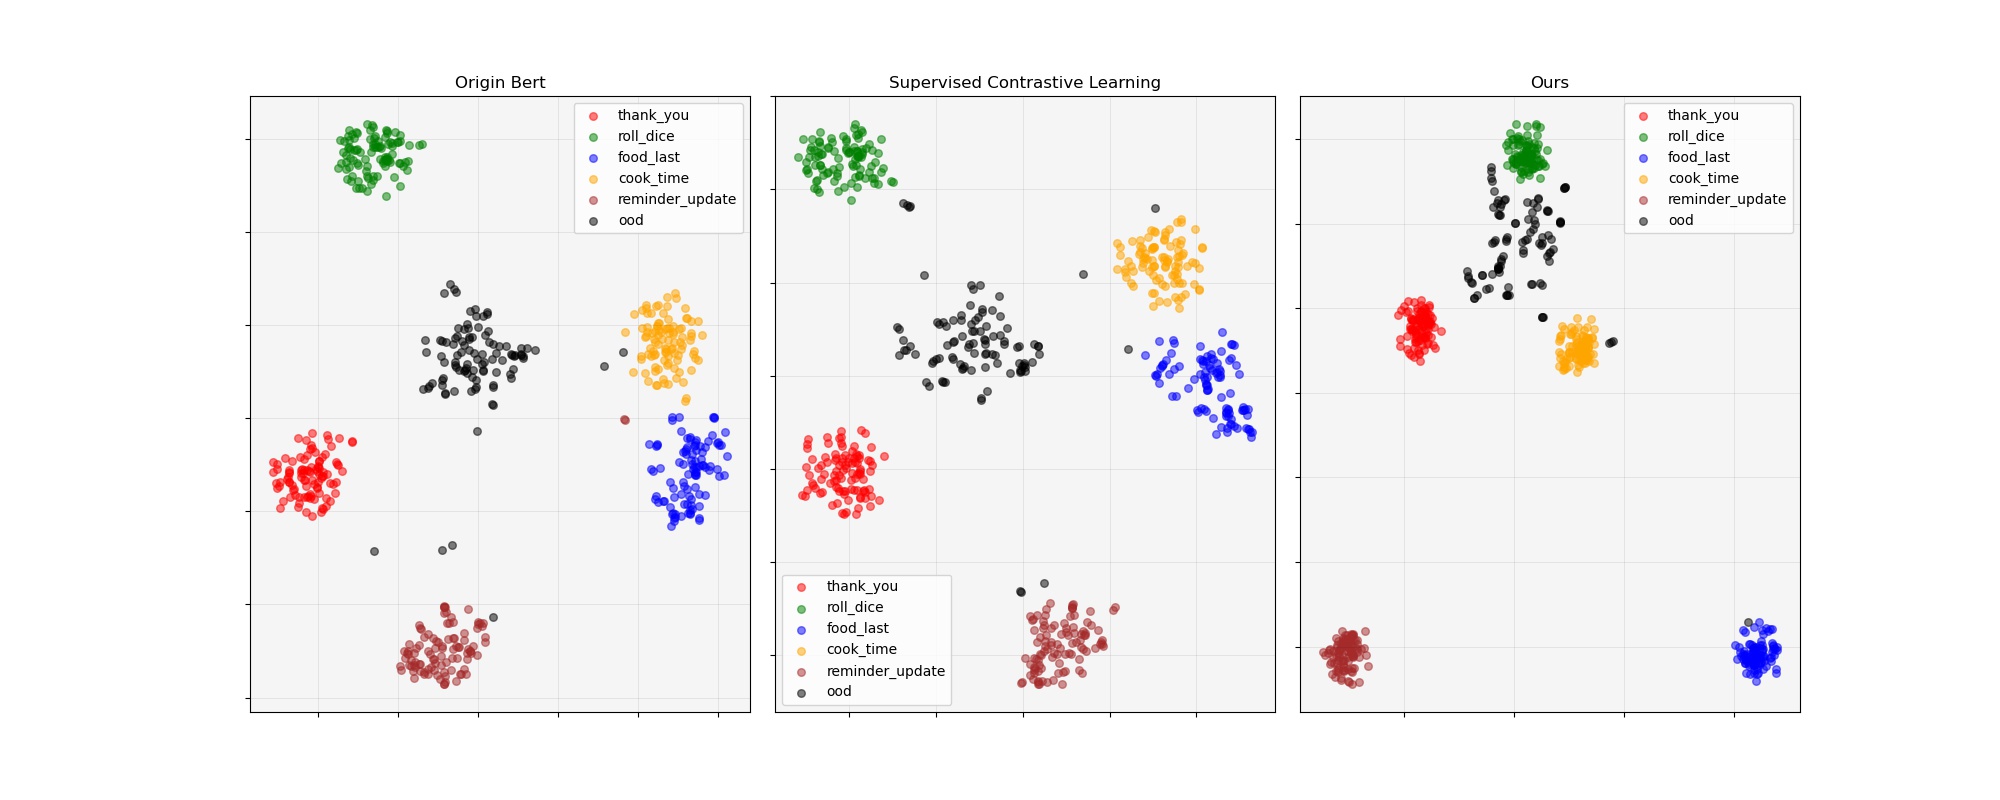 Origin Bert
thank_you
roll_dice
food_last
cook_time
reminder_update
ood
Supervised Contrastive Learning
thank_you
roll_dice
food_last
cook_time
reminder_update
ood
Ours
thank_you
roll_dice
food_last
cook_time
reminder_update
ood